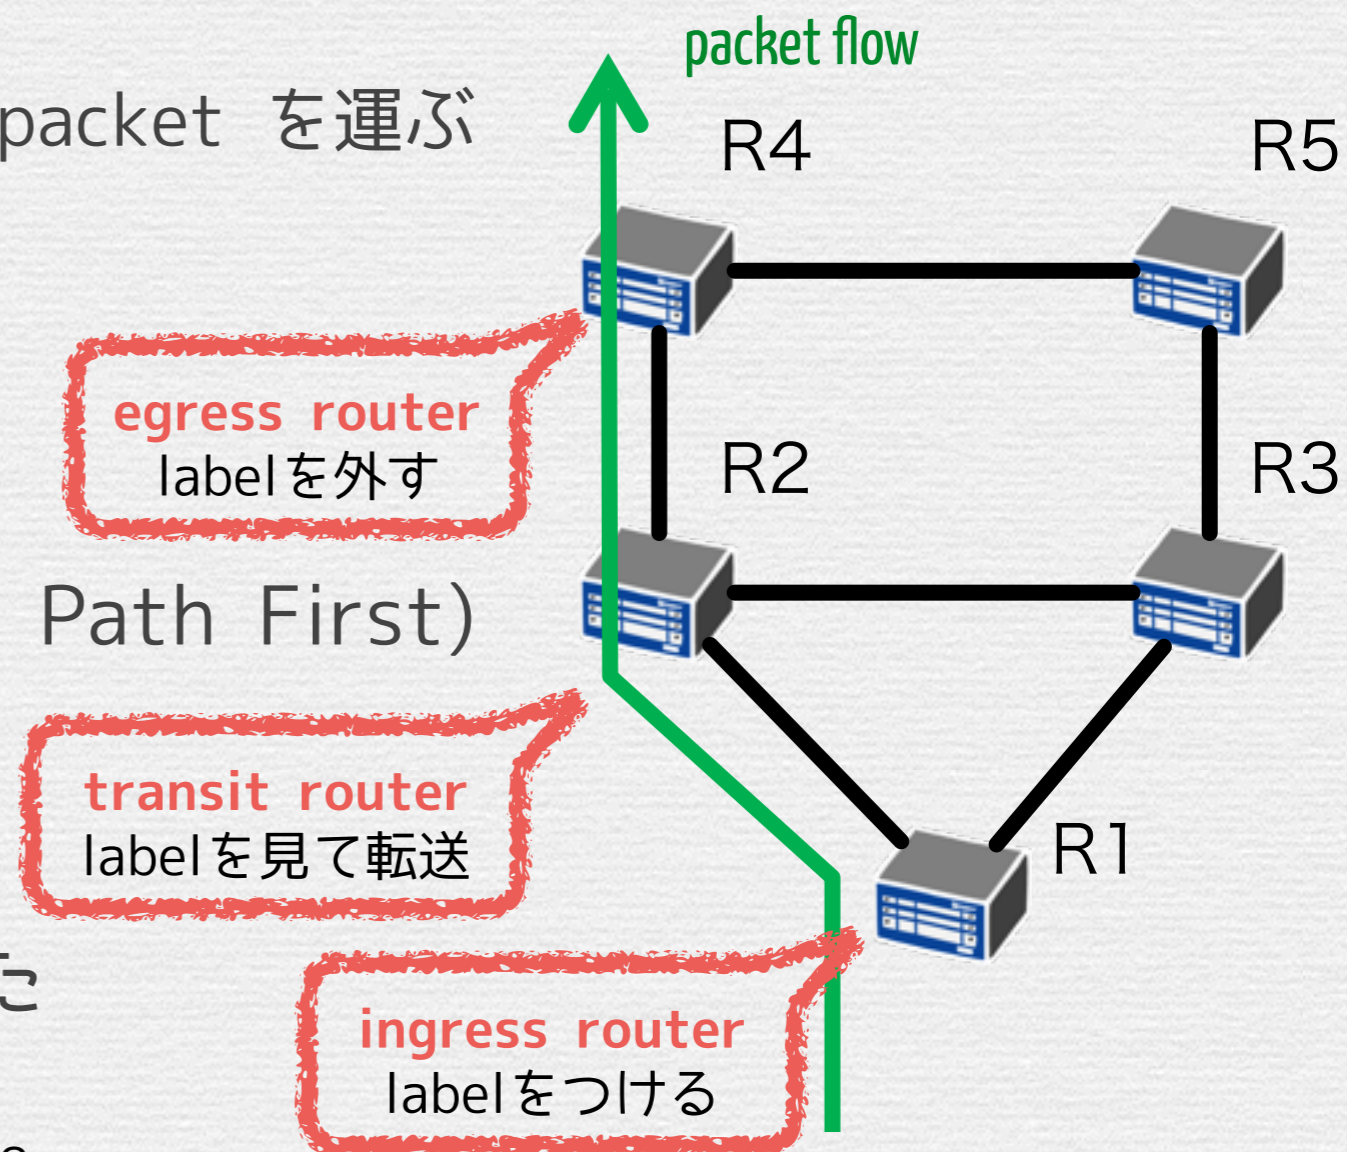 packet flow
packet を運ぶ
R4
R5
egress router
labelを外す
R2
R3
Path First)
transit router
labelを見て転送
R1
た
ingress router
labelをつける